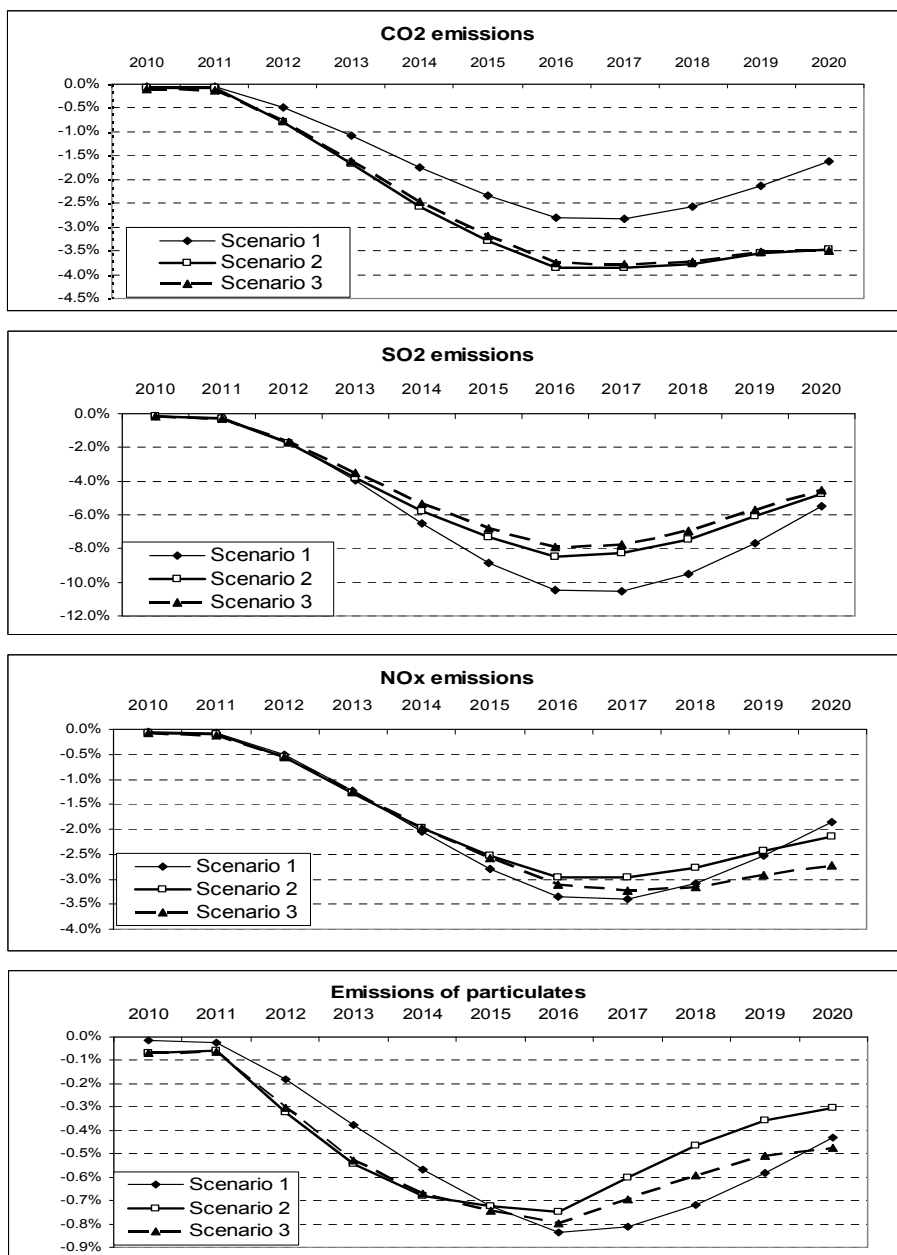 CO2 emissions
2010 2011 2012 2013 2014 2015 2016 2017 2018 2019 2020
0.0%
-0.5%
-1.0%
-1.5%
-2.0%
-2.5%
-3.0%
-3.5%
-4.0%
-4.5%
Scenario 1
Scenario 2
Scenario 3
SO2 emissions
2010 2011 2012 2013 2014 2015 2016 2017 2018 2019 2020
0.0%
-2.0%
-4.0%
-6.0%
-8.0%
-10.0%
-12.0%
Scenario 1
Scenario 2
Scenario 3
NOx emissions
2010 2011 2012 2013 2014 2015 2016 2017 2018 2019 2020
0.0%
-0.5%
-1.0%
-1.5%
-2.0%
-2.5%
-3.0%
-3.5%
-4.0%
Scenario 1
Scenario 2
Scenario 3
Emissions of particulates
2010 2011 2012 2013 2014 2015 2016 2017 2018 2019 2020
0.0%
-0.1%
-0.2%
-0.3%
-0.4%
-0.5%
-0.6%
-0.7%
-0.8%
-0.9%
Scenario 1
Scenario 2
Scenario 3